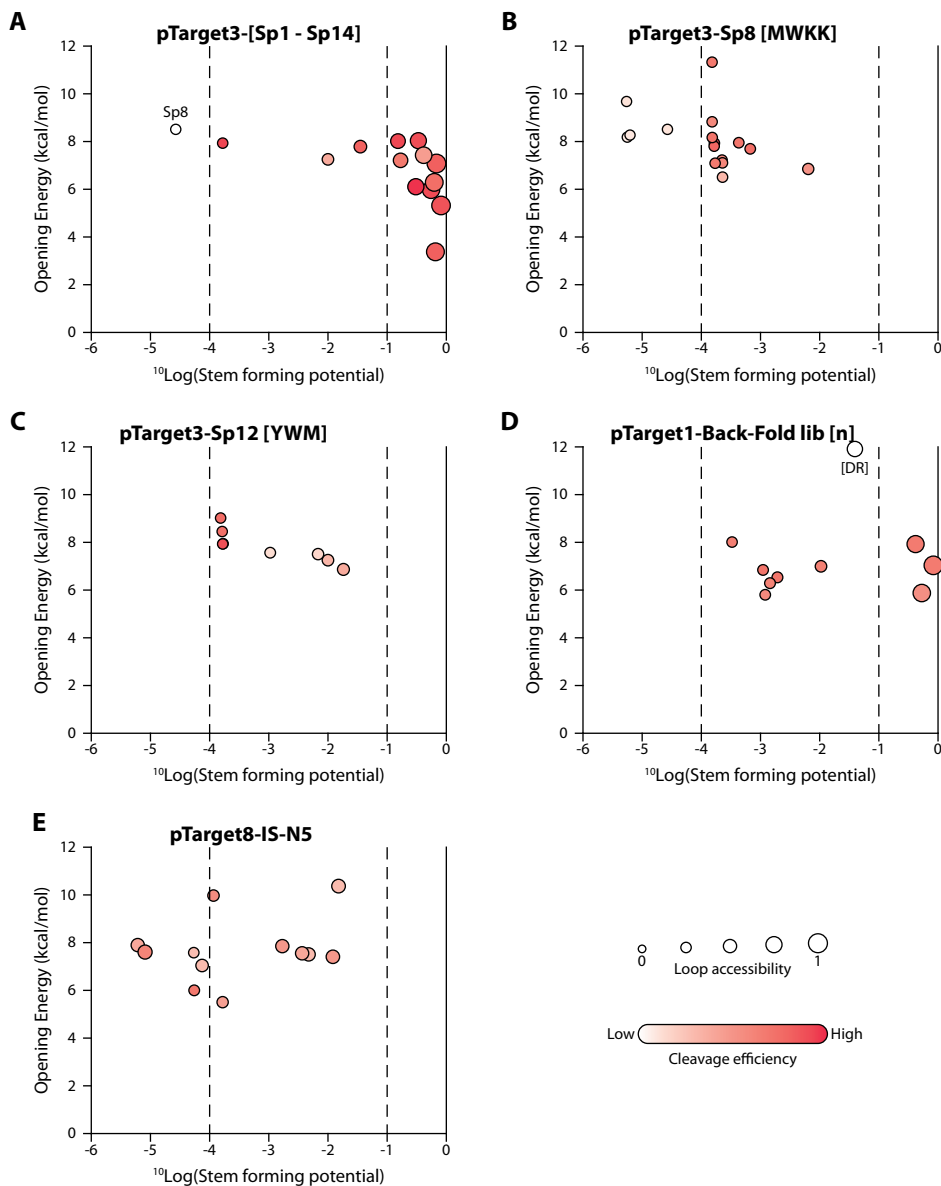 A
pTarget3-[Sp1 - Sp14]
Opening Energy (kcal/mol)
12
10
8
6
4
2
0
Sp8
-6 -5 -4 -3 -2 -1 0
¹⁰Log(Stem forming potential)
B
pTarget3-Sp8 [MWKK]
Opening Energy (kcal/mol)
12
10
8
6
4
2
0
-6 -5 -4 -3 -2 -1 0
¹⁰Log(Stem forming potential)
C
pTarget3-Sp12 [YWM]
Opening Energy (kcal/mol)
12
10
8
6
4
2
0
-6 -5 -4 -3 -2 -1 0
¹⁰Log(Stem forming potential)
D
pTarget1-Back-Fold lib [n]
Opening Energy (kcal/mol)
12
10
8
6
4
2
0
[DR]
-6 -5 -4 -3 -2 -1 0
¹⁰Log(Stem forming potential)
E
pTarget8-IS-N5
Opening Energy (kcal/mol)
12
10
8
6
4
2
0
-6 -5 -4 -3 -2 -1 0
¹⁰Log(Stem forming potential)
0 Loop accessibility 1
Low High
Cleavage efficiency